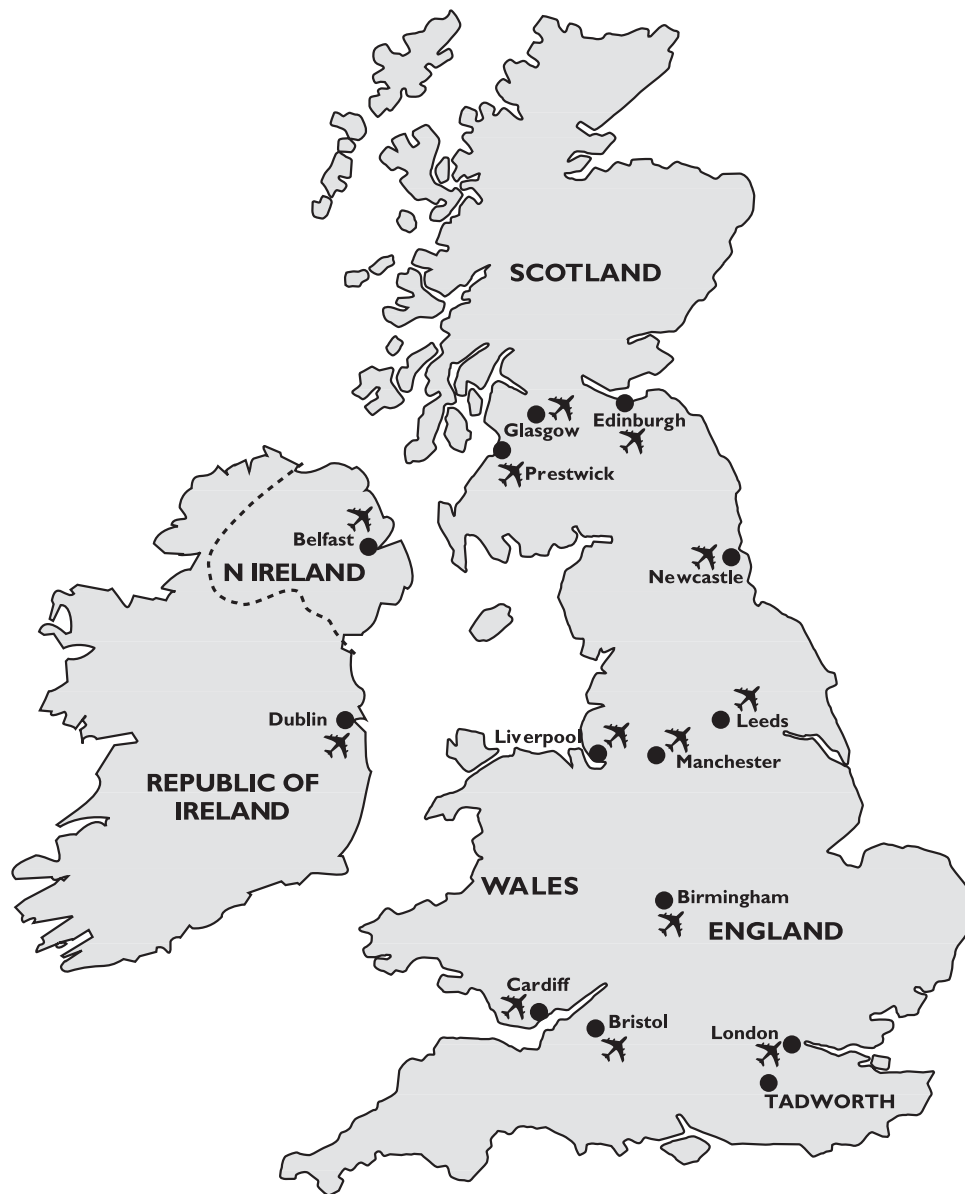 SCOTLAND
Edinburgh
Glasgow
Prestwick
Belfast
N IRELAND
Newcastle
Dublin
Leeds
Liverpool
Manchester
REPUBLIC OF
IRELAND
WALES
Birmingham
ENGLAND
Cardiff
Bristol
London
TADWORTH